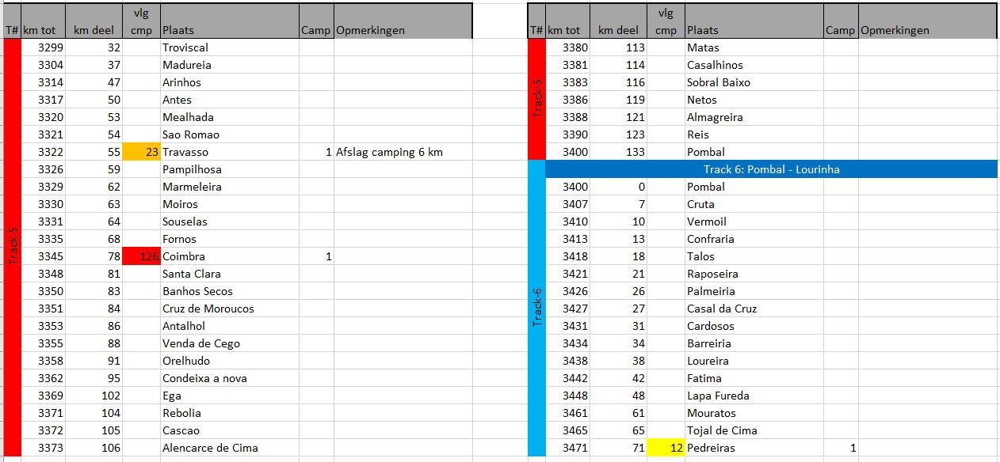 vlg
T# km tot km deel cmp Plaats Camp Opmerkingen
3299 32 Troviscal
3304 37 Madureia
3314 47 Arinhos
3317 50 Antes
3320 53 Mealhada
3321 54 Sao Romao
3322 55 23 Travasso 1 Afslag camping 6 km
3326 59 Pampilhosa
3329 62 Marmeleira
3330 63 Moiros
3331 64 Souselas
3335 68 Fornos
Track 5
3345 78 126 Coimbra 1
3348 81 Santa Clara
3350 83 Banhos Secos
3351 84 Cruz de Moroucos
3353 86 Antalhol
3355 88 Venda de Cego
3358 91 Orelhudo
3362 95 Condeixa a nova
3369 102 Ega
3371 104 Rebolia
3372 105 Cascao
3373 106 Alencarce de Cima
vlg
T# km tot km deel cmp Plaats Camp Opmerkingen
3380 113 Matas
3381 114 Casalhinos
3383 116 Sobral Baixo
Track-5
3386 119 Netos
3388 121 Almagreira
3390 123 Reis
3400 133 Pombal
Track 6: Pombal - Lourinha
3400 0 Pombal
3407 7 Cruta
3410 10 Vermoil
3413 13 Confraria
3418 18 Talos
3421 21 Raposeira
3426 26 Palmeiria
Track-6
3427 27 Casal da Cruz
3431 31 Cardosos
3434 34 Barreiria
3438 38 Loureira
3442 42 Fatima
3448 48 Lapa Fureda
3461 61 Mouratos
3465 65 Tojal de Cima
3471 71 12 Pedreiras 1